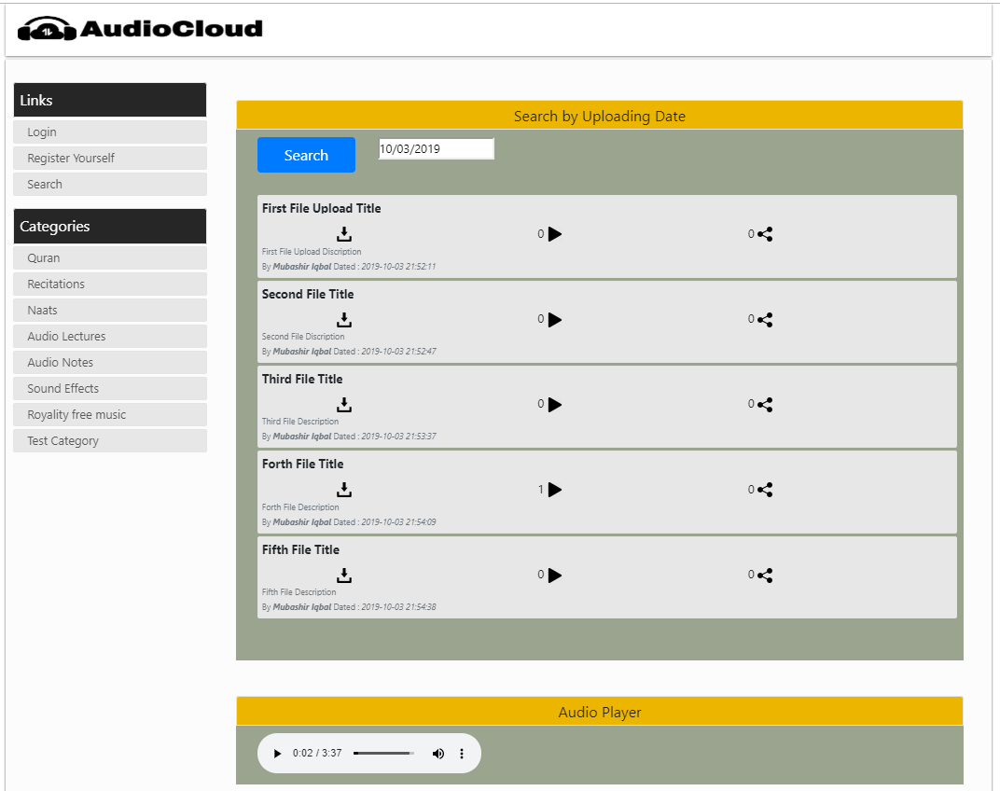 AudioCloud
Links
Login
Register Yourself
Search
Categories
Quran
Recitations
Naats
Audio Lectures
Audio Notes
Sound Effects
Royality free music
Test Category
Search by Uploading Date
Search 10/03/2019
First File Upload Title
0 0
First File Upload Discription
By Mubashir Iqbal Dated : 2019-10-03 21:52:11
Second File Title
0 0
Second File Discription
By Mubashir Iqbal Dated : 2019-10-03 21:52:47
Third File Title
0 0
Third File Description
By Mubashir Iqbal Dated : 2019-10-03 21:53:37
Forth File Title
1 0
Forth File Description
By Mubashir Iqbal Dated : 2019-10-03 21:54:09
Fifth File Title
0 0
Fifth File Description
By Mubashir Iqbal Dated : 2019-10-03 21:54:38
Audio Player
0:02 / 3:37